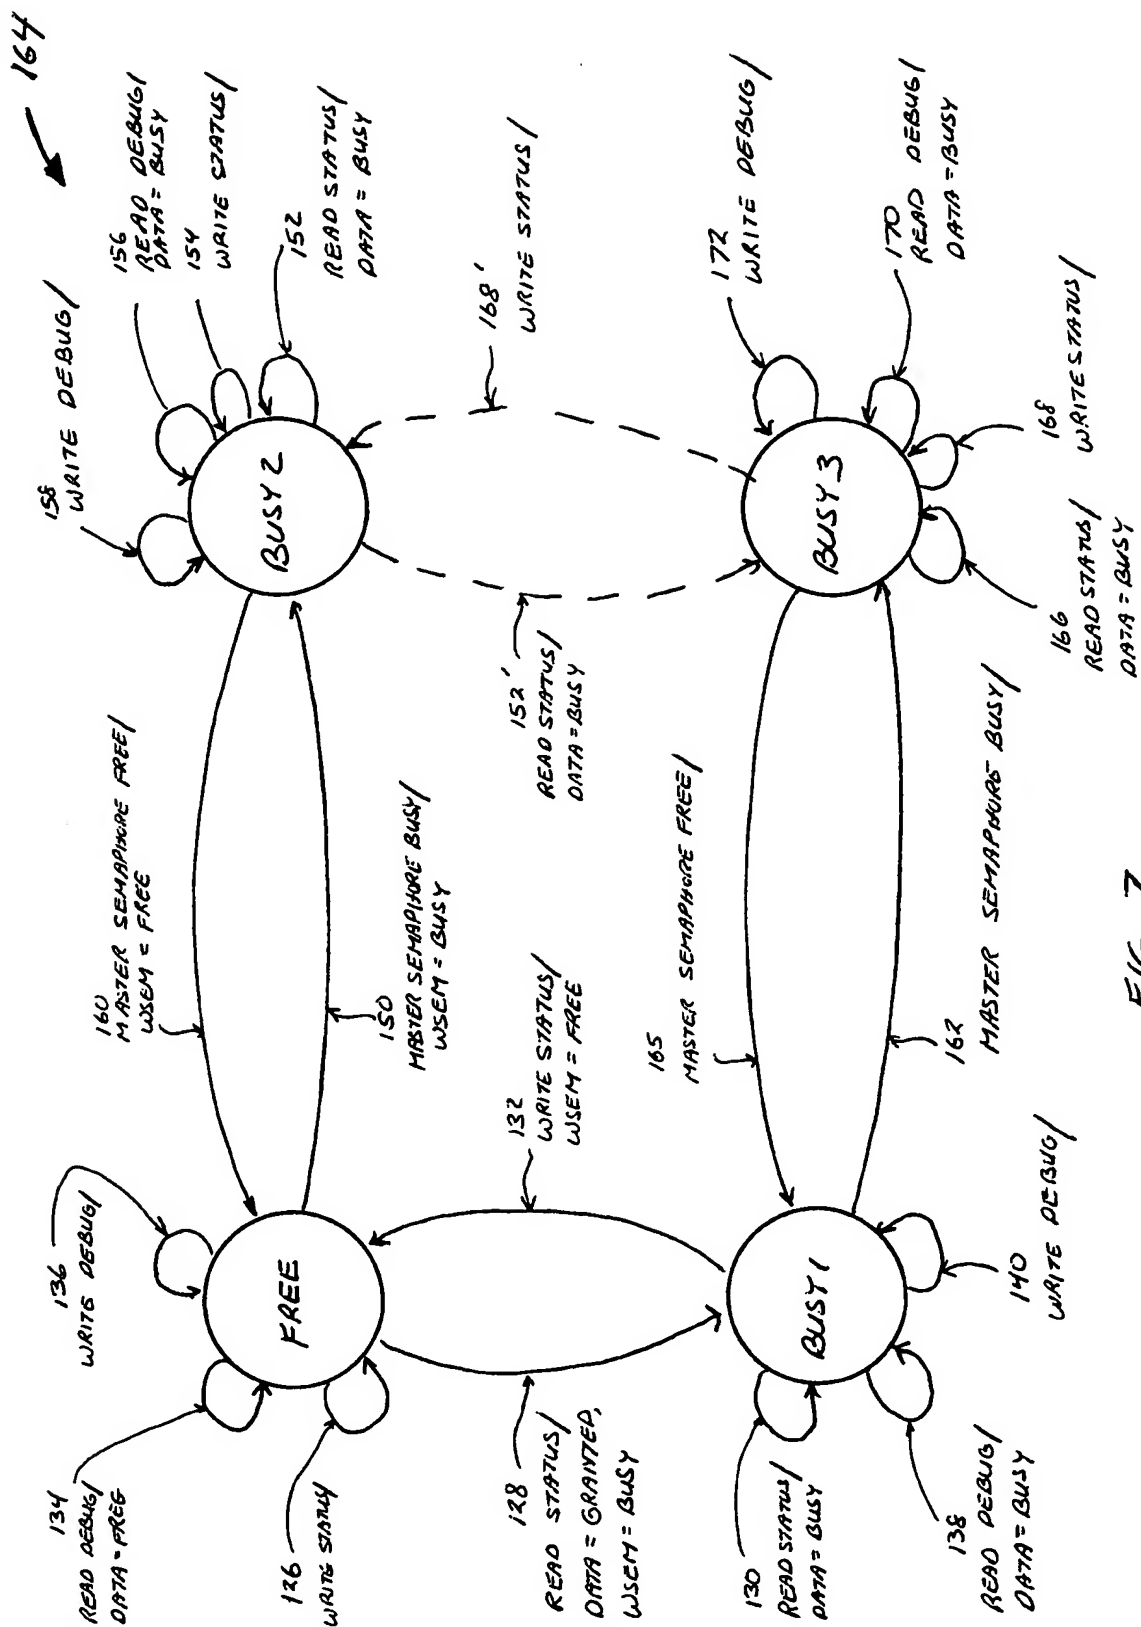 164
136
WRITE DEBUG/
134
READ DEBUG/
DATA=FREE
126
WRITE STATUS/
FREE
160
MASTER SEMAPHORE FREE/
WSEM = FREE
150
MASTER SEMAPHORE BUSY/
WSEM = BUSY
158
WRITE DEBUG/
156
READ DEBUG/
DATA = BUSY
154
WRITE STATUS/
152
READ STATUS/
DATA = BUSY
BUSY 2
128
READ STATUS/
DATA = GRANTED,
WSEM = BUSY
132
WRITE STATUS/
WSEM = FREE
152'
READ STATUS/
DATA = BUSY
168'
WRITE STATUS/
130
READ STATUS/
DATA = BUSY
138
READ DEBUG/
DATA = BUSY
140
WRITE DEBUG/
BUSY 1
165
MASTER SEMAPHORE FREE/
162
MASTER SEMAPHORE BUSY/
BUSY 3
172
WRITE DEBUG/
170
READ DEBUG/
DATA = BUSY
168
WRITE STATUS/
166
READ STATUS/
DATA = BUSY
FIG. 7